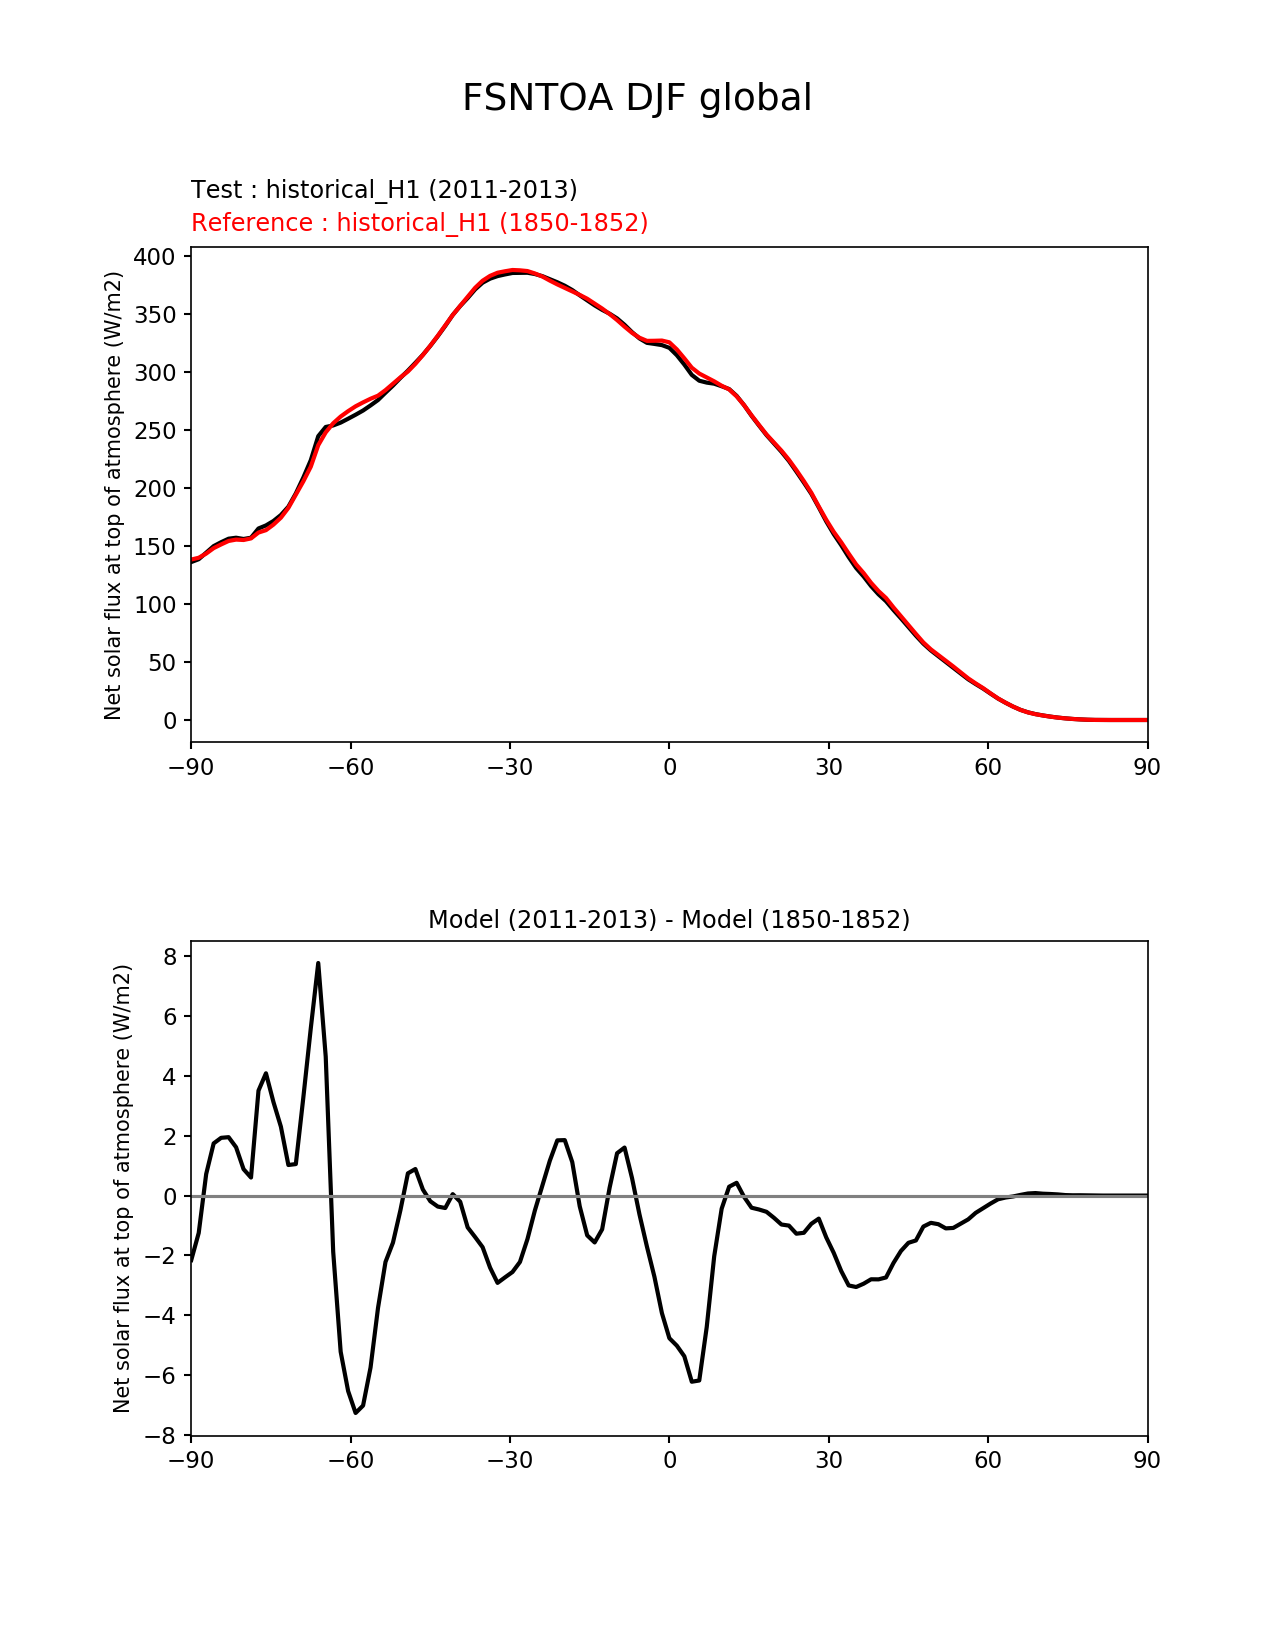 FSNTOA DJF global
Test : historical_H1 (2011-2013)
Reference : historical_H1 (1850-1852)
Net solar flux at top of atmosphere (W/m2)
400
350
300
250
200
150
100
50
0
−90 −60 −30 0 30 60 90
Model (2011-2013) - Model (1850-1852)
Net solar flux at top of atmosphere (W/m2)
8
6
4
2
0
−2
−4
−6
−8
−90 −60 −30 0 30 60 90